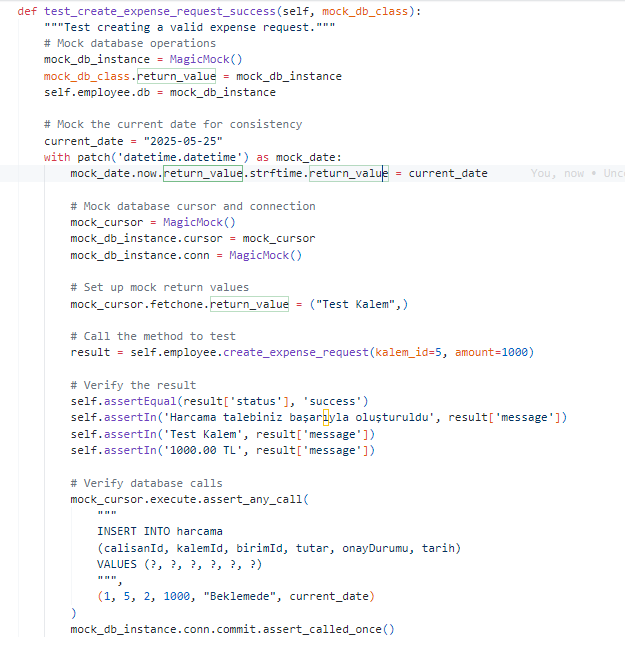 def test_create_expense_request_success(self, mock_db_class):
    """Test creating a valid expense request."""
    # Mock database operations
    mock_db_instance = MagicMock()
    mock_db_class.return_value = mock_db_instance
    self.employee.db = mock_db_instance

    # Mock the current date for consistency
    current_date = "2025-05-25"
    with patch('datetime.datetime') as mock_date:
        mock_date.now.return_value.strftime.return_value = current_date You, now • Unco

        # Mock database cursor and connection
        mock_cursor = MagicMock()
        mock_db_instance.cursor = mock_cursor
        mock_db_instance.conn = MagicMock()

        # Set up mock return values
        mock_cursor.fetchone.return_value = ("Test Kalem",)

        # Call the method to test
        result = self.employee.create_expense_request(kalem_id=5, amount=1000)

        # Verify the result
        self.assertEqual(result['status'], 'success')
        self.assertIn('Harcama talebiniz başarıyla oluşturuldu', result['message'])
        self.assertIn('Test Kalem', result['message'])
        self.assertIn('1000.00 TL', result['message'])

        # Verify database calls
        mock_cursor.execute.assert_any_call(
            """
            INSERT INTO harcama
            (calisanId, kalemId, birimId, tutar, onayDurumu, tarih)
            VALUES (?, ?, ?, ?, ?, ?)
            """,
            (1, 5, 2, 1000, "Beklemede", current_date)
        )
        mock_db_instance.conn.commit.assert_called_once()